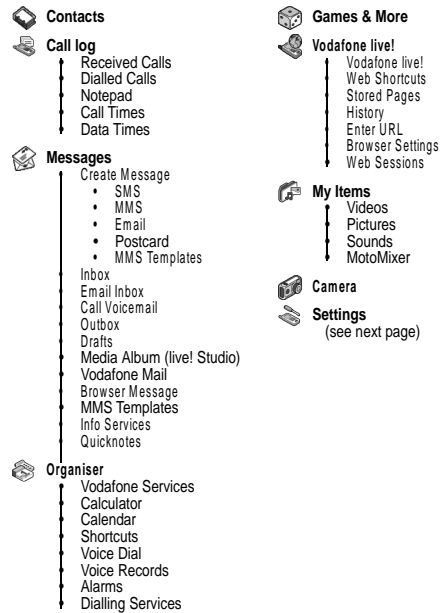 Contacts
Call log
• Received Calls
• Dialled Calls
• Notepad
• Call Times
• Data Times
Messages
• Create Message
• SMS
• MMS
• Email
• Postcard
• MMS Templates
• Inbox
• Email Inbox
• Call Voicemail
• Outbox
• Drafts
• Media Album (live! Studio)
• Vodafone Mail
• Browser Message
• MMS Templates
• Info Services
• Quicknotes
Organiser
• Vodafone Services
• Calculator
• Calendar
• Shortcuts
• Voice Dial
• Voice Records
• Alarms
• Dialling Services
Games & More
Vodafone live!
• Vodafone live!
• Web Shortcuts
• Stored Pages
• History
• Enter URL
• Browser Settings
• Web Sessions
My Items
• Videos
• Pictures
• Sounds
• MotoMixer
Camera
Settings
(see next page)